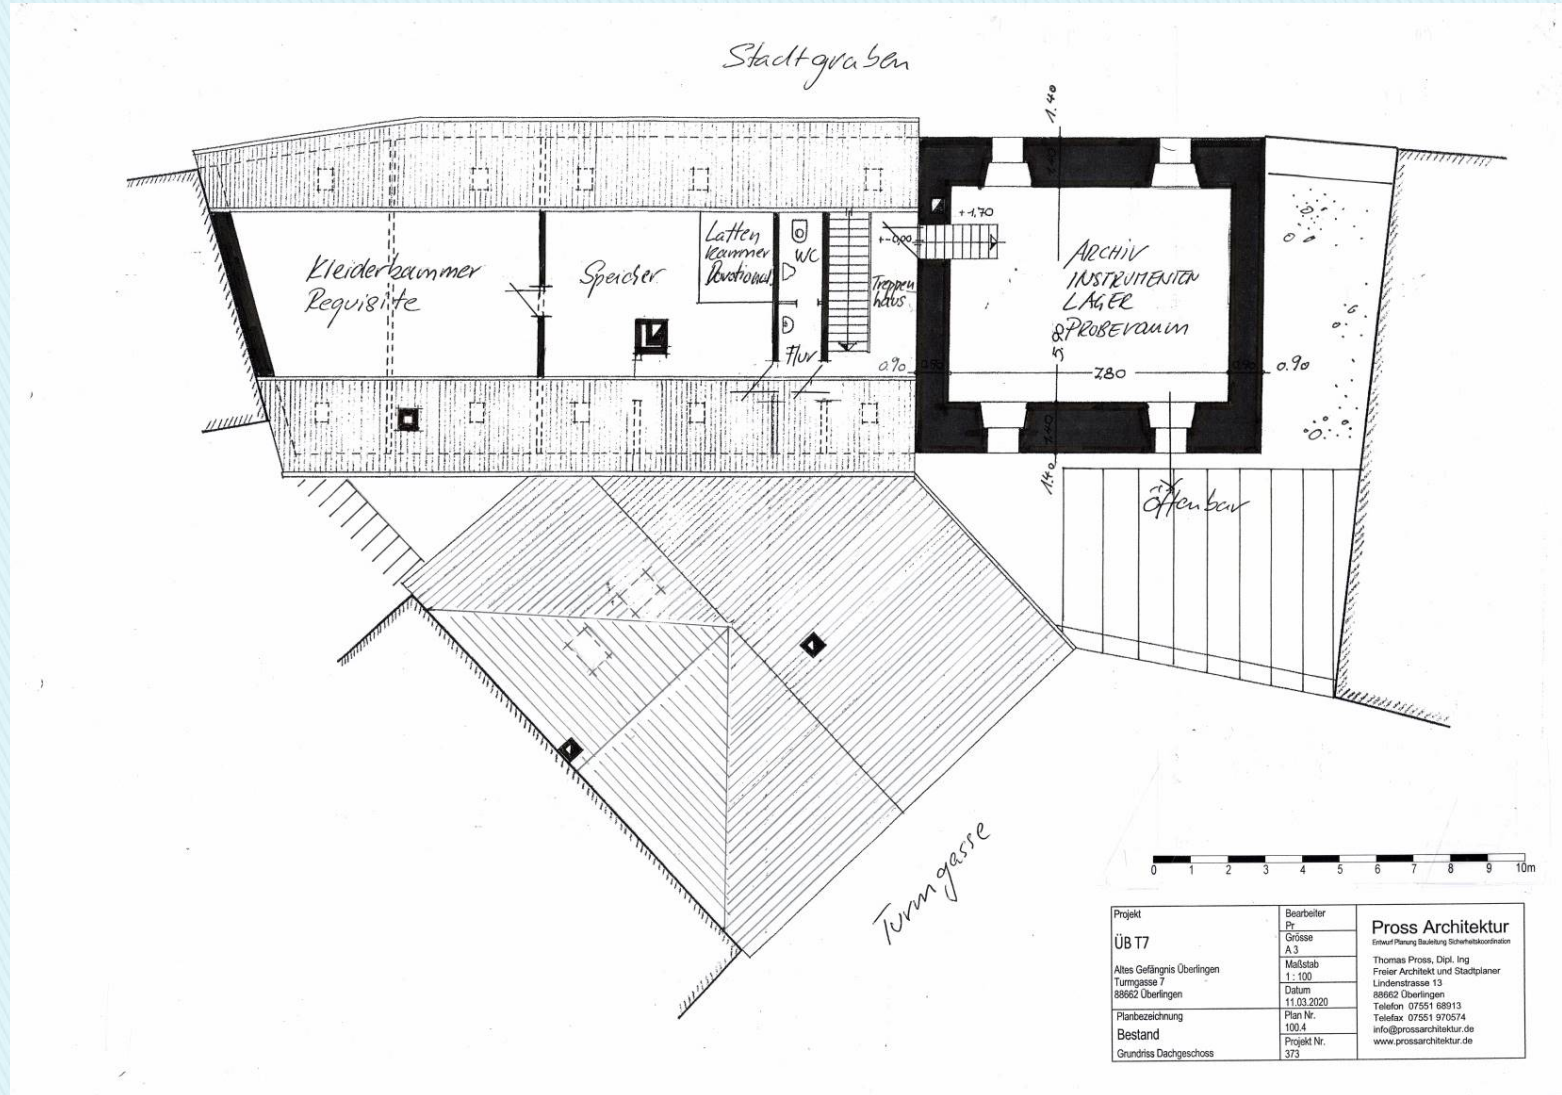 Stadtgraben
1.40
Kleiderkammer
Requisite
Speicher
Latten
kammer
WC
Flur
Treppen
haus
+-0,00
+1,70
ARCHIV
INSTRUMENTEN
LAGER
PROBERAUM
5.80
0.90
7.80
0.90
1.40
1.40
öffenbar
Turmgasse
0 1 2 3 4 5 6 7 8 9 10m
Projekt
ÜB T7
Altes Gefängnis Überlingen
Turmgasse 7
88662 Überlingen
Planbezeichnung
Bestand
Grundriss Dachgeschoss
Bearbeiter
Pr
Grösse
A 3
Maßstab
1 : 100
Datum
11.03.2020
Plan Nr.
100.4
Projekt Nr.
373
Pross Architektur
Entwurf Planung Bauleitung Sicherheitskoordination
Thomas Pross, Dipl. Ing
Freier Architekt und Stadtplaner
Lindenstrasse 13
88662 Überlingen
Telefon 07551 68913
Telefax 07551 970574
info@prossarchitektur.de
www.prossarchitektur.de